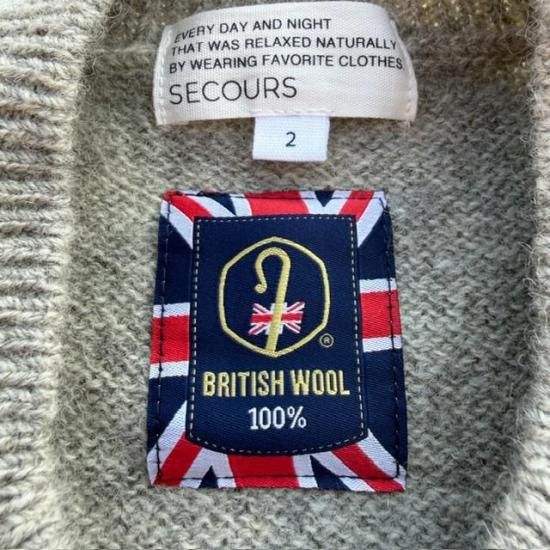 EVERY DAY AND NIGHT
THAT WAS RELAXED NATURALLY
BY WEARING FAVORITE CLOTHES.
SECOURS
2
®
BRITISH WOOL
100%